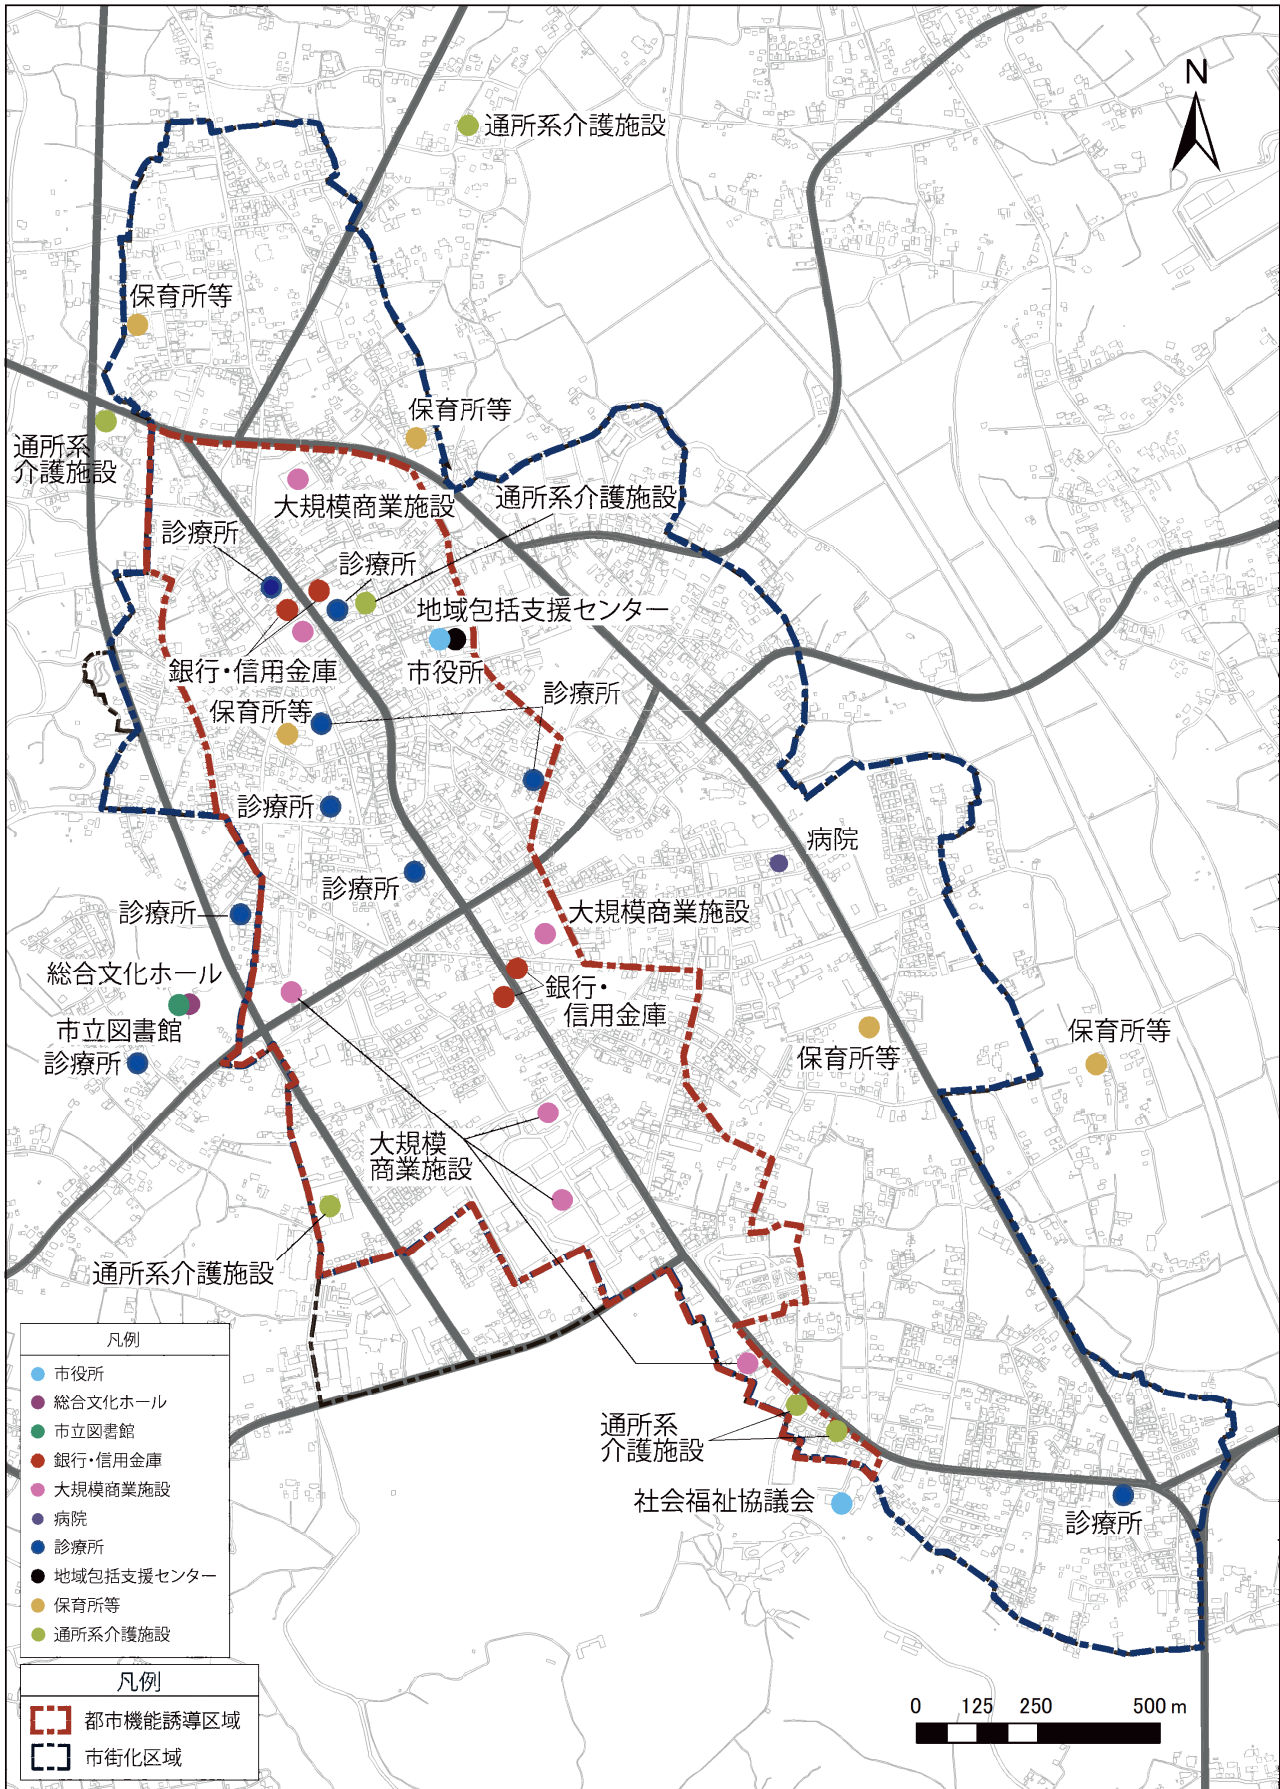 N
通所系介護施設
保育所等
保育所等
通所系
介護施設
大規模商業施設
通所系介護施設
診療所
診療所
地域包括支援センター
銀行・信用金庫
市役所
保育所等
診療所
診療所
病院
診療所
大規模商業施設
診療所
総合文化ホール
銀行・
信用金庫
市立図書館
保育所等
保育所等
診療所
大規模
商業施設
通所系介護施設
通所系
介護施設
社会福祉協議会
診療所
凡例
市役所
総合文化ホール
市立図書館
銀行・信用金庫
大規模商業施設
病院
診療所
地域包括支援センター
保育所等
通所系介護施設
凡例
都市機能誘導区域
市街化区域
0 125 250 500 m